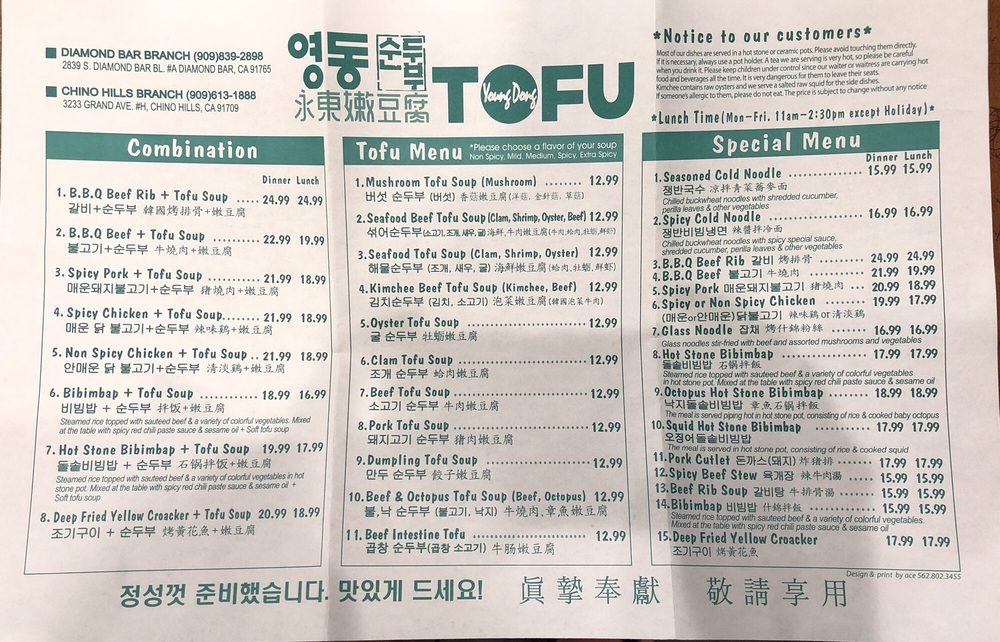 ■ DIAMOND BAR BRANCH (909)839-2898
2839 S. DIAMOND BAR BL. #A DIAMOND BAR, CA 91765
■ CHINO HILLS BRANCH (909)613-1888
3233 GRAND AVE. #H, CHINO HILLS, CA 91709
영동 순두부
永東嫩豆腐 TOFU
Young Dong
*Notice to our customers*
Most of our dishes are served in a hot stone or ceramic pots. Please avoid touching them directly.
If it is necessary, always use a pot holder. A tea we are serving is very hot, so please be careful
when you drink it. Please keep children under control since our waiter or waitress are carrying hot
food and beverages all the time. It is very dangerous for them to leave their seats.
Kimchee contains raw oysters and we serve a salted raw squid for the side dishes.
If someone's allergic to them, please do not eat. The price is subject to change without any notice
*Lunch Time(Mon-Fri. 11am-2:30pm except Holiday)*
Combination
Dinner Lunch
1. B.B.Q Beef Rib + Tofu Soup 24.99 24.99
갈비+순두부 韓國烤排骨+嫩豆腐
2. B.B.Q Beef + Tofu Soup 22.99 19.99
불고기+순두부 牛燒肉+嫩豆腐
3. Spicy Pork + Tofu Soup 21.99 18.99
매운돼지불고기+순두부 豬燒肉+嫩豆腐
4. Spicy Chicken + Tofu Soup 21.99 18.99
매운 닭 불고기+순두부 辣味鷄+嫩豆腐
5. Non Spicy Chicken + Tofu Soup 21.99 18.99
안매운 닭 불고기+순두부 清淡鷄+嫩豆腐
6. Bibimbap + Tofu Soup 18.99 16.99
비빔밥 + 순두부 拌饭+嫩豆腐
Steamed rice topped with sauteed beef & a variety of colorful vegetables. Mixed
at the table with spicy red chili paste sauce & sesame oil + Soft tofu soup
7. Hot Stone Bibimbap + Tofu Soup 19.99 17.99
돌솥비빔밥 + 순두부 石锅拌饭+嫩豆腐
Steamed rice topped with sauteed beef & a variety of colorful vegetables in hot
stone pot. Mixed at the table with spicy red chili paste sauce & sesame oil +
Soft tofu soup
8. Deep Fried Yellow Croacker + Tofu Soup 20.99 18.99
조기구이 + 순두부 烤黃花魚+嫩豆腐
Tofu Menu *Please choose a flavor of your soup
Non Spicy, Mild, Medium, Spicy, Extra Spicy
1. Mushroom Tofu Soup (Mushroom) 12.99
버섯 순두부 (버섯) 香菇嫩豆腐(洋菇, 金針菇, 草菇)
2. Seafood Beef Tofu Soup (Clam, Shrimp, Oyster, Beef) 12.99
섞어순두부(소고기,조개,새우,굴) 海鮮,牛肉嫩豆腐(牛肉,蛤肉,牡蛎,鲜虾)
3. Seafood Tofu Soup (Clam, Shrimp, Oyster) 12.99
해물순두부 (조개, 새우, 굴) 海鮮嫩豆腐(蛤肉,牡蛎,鲜虾)
4. Kimchee Beef Tofu Soup (Kimchee, Beef) 12.99
김치순두부 (김치, 소고기) 泡菜嫩豆腐(韓國泡菜牛肉)
5. Oyster Tofu Soup 12.99
굴 순두부 牡蛎嫩豆腐
6. Clam Tofu Soup 12.99
조개 순두부 蛤肉嫩豆腐
7. Beef Tofu Soup 12.99
소고기 순두부 牛肉嫩豆腐
8. Pork Tofu Soup 12.99
돼지고기 순두부 豬肉嫩豆腐
9. Dumpling Tofu Soup 12.99
만두 순두부 餃子嫩豆腐
10. Beef & Octopus Tofu Soup (Beef, Octopus) 12.99
불,낙 순두부 (불고기, 낙지) 牛燒肉,章魚嫩豆腐
11. Beef Intestine Tofu 12.99
곱창 순두부(곱창 소고기) 牛肠嫩豆腐
Special Menu
Dinner Lunch
1. Seasoned Cold Noodle 15.99 15.99
쟁반국수 凉拌青菜蕎麥面
Chilled buckwheat noodles with shredded cucumber,
perilla leaves & other vegetables
2. Spicy Cold Noodle 16.99 16.99
쟁반비빔냉면 辣醬拌冷面
Chilled buckwheat noodles with spicy special sauce,
shredded cucumber, perilla leaves & other vegetables
3. B.B.Q Beef Rib 갈비 烤排骨 24.99 24.99
4. B.B.Q Beef 불고기 牛燒肉 21.99 19.99
5. Spicy Pork 매운돼지불고기 豬燒肉 20.99 18.99
6. Spicy or Non Spicy Chicken 19.99 17.99
(매운or안매운)닭불고기 辣味鷄or清淡鷄
7. Glass Noodle 잡채 烤什錦粉絲 16.99 16.99
Glass noodles stir-fried with beef and assorted mushrooms and vegetables
8. Hot Stone Bibimbap 17.99 17.99
돌솥비빔밥 石锅拌飯
Steamed rice topped with sauteed beef & a variety of colorful vegetables
in hot stone pot. Mixed at the table with spicy red chili paste sauce & sesame oil
9. Octopus Hot Stone Bibimbap 18.99 18.99
낙지돌솥비빔밥 章魚石锅拌飯
The meal is served piping hot in hot stone pot, consisting of rice & cooked baby octopus
10. Squid Hot Stone Bibimbap 17.99 17.99
오징어돌솥비빔밥
The meal is served in hot stone pot, consisting of rice & cooked squid
11. Pork Cutlet 돈까스(돼지) 炸猪排 17.99 17.99
12. Spicy Beef Stew 육개장 辣牛肉湯 15.99 15.99
13. Beef Rib Soup 갈비탕 牛排骨湯 15.99 15.99
14. Bibimbap 비빔밥 什錦拌飯 15.99 15.99
Steamed rice topped with sauteed beef & a variety of colorful vegetables.
Mixed at the table with spicy red chili paste sauce & sesame oil
15. Deep Fried Yellow Croacker 17.99 17.99
조기구이 烤黃花魚
Design & print by ace 562.802.3455
정성껏 준비했습니다. 맛있게 드세요! 眞摯奉獻 敬請享用